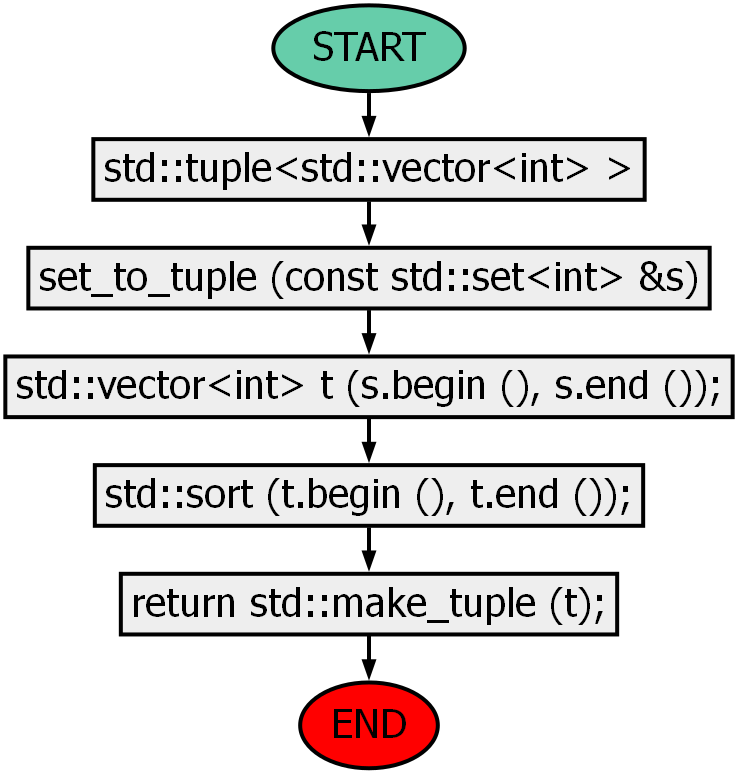 START
std::tuple<std::vector<int> >
set_to_tuple (const std::set<int> &s)
std::vector<int> t (s.begin (), s.end ());
std::sort (t.begin (), t.end ());
return std::make_tuple (t);
END